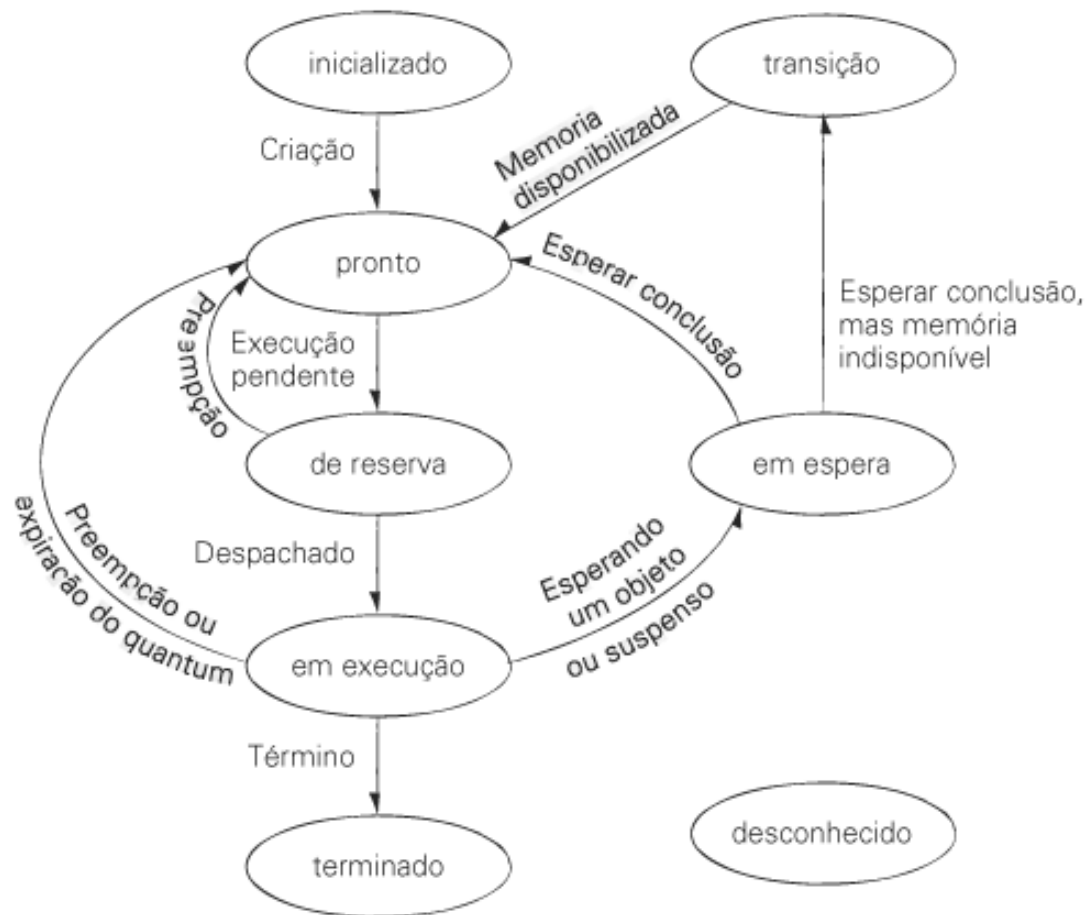 inicializado
transição
Criação
Memoria
disponibilizada
pronto
Esperar conclusão
Esperar conclusão,
mas memória
indisponível
Preempção
Execução
pendente
de reserva
em espera
Preempção ou
expiração do quantum
Despachado
Esperando
um objeto
ou suspenso
em execução
Término
terminado
desconhecido